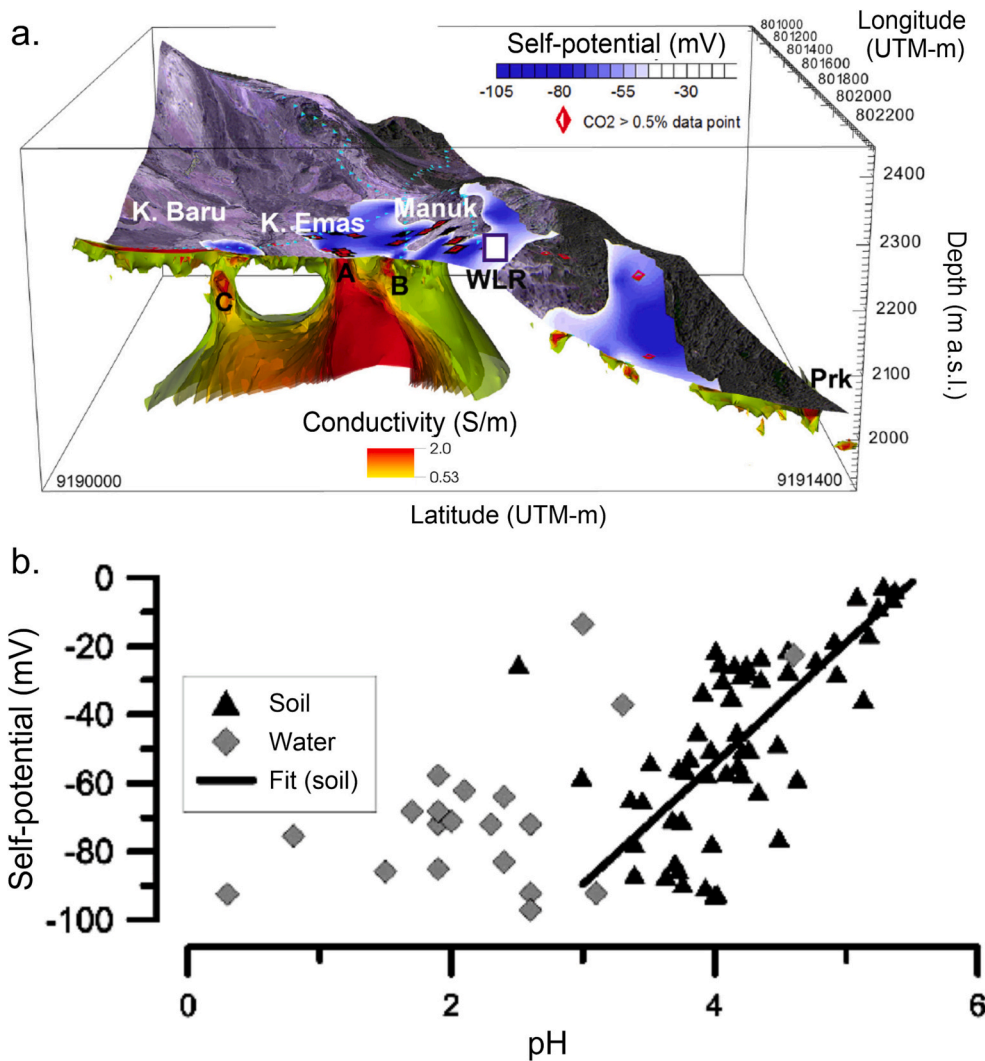 a.
Longitude
(UTM-m)
801000
801200
801400
801600
801800
802000
802200
Self-potential (mV)
-105 -80 -55 -30
CO2 > 0.5% data point
2400
2300
2200
2100
2000
Depth (m a.s.l.)
K. Baru
K. Emas
Manuk
WLR
A
B
C
Prk
Conductivity (S/m)
2.0
0.53
9190000
9191400
Latitude (UTM-m)
b.
Self-potential (mV)
0
-20
-40
-60
-80
-100
Soil
Water
Fit (soil)
0 2 4 6
pH